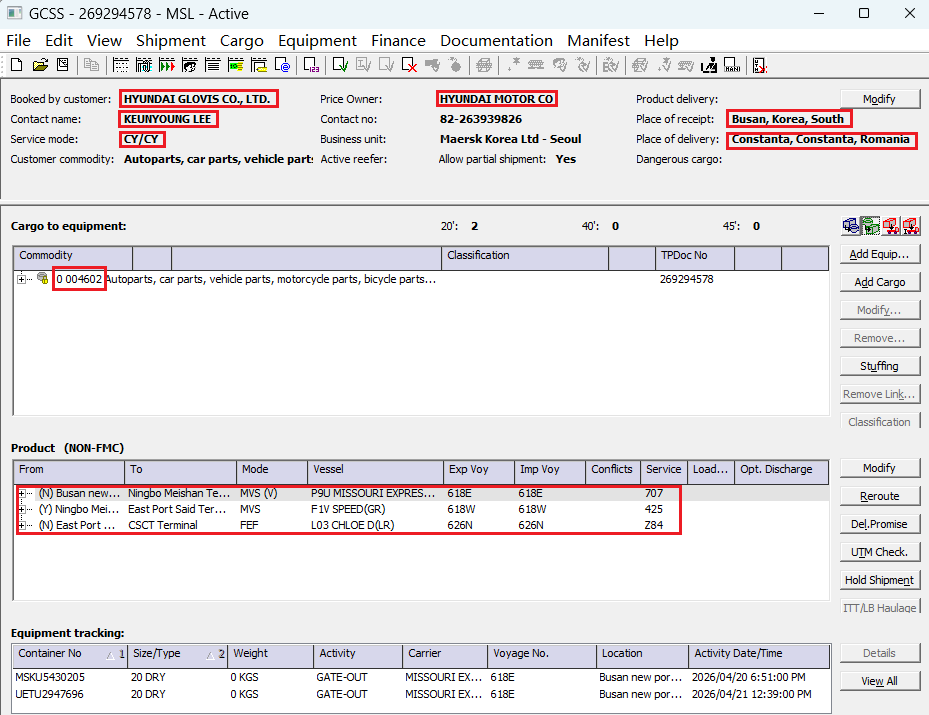 GCSS - 269294578 - MSL - Active
File Edit View Shipment Cargo Equipment Finance Documentation Manifest Help
Booked by customer: HYUNDAI GLOVIS CO., LTD. Price Owner: HYUNDAI MOTOR CO Product delivery: Modify
Contact name: KEUNYOUNG LEE Contact no: 82-263939826 Place of receipt: Busan, Korea, South
Service mode: CY/CY Business unit: Maersk Korea Ltd - Seoul Place of delivery: Constanta, Constanta, Romania
Customer commodity: Autoparts, car parts, vehicle parts Active reefer: Allow partial shipment: Yes Dangerous cargo:
Cargo to equipment: 20': 2 40': 0 45': 0
Commodity Classification TPDoc No Add Equip...
0 004602 Autoparts, car parts, vehicle parts, motorcycle parts, bicycle parts... 269294578 Add Cargo
Modify...
Remove...
Stuffing
Remove Link...
Classification
Product (NON-FMC)
From To Mode Vessel Exp Voy Imp Voy Conflicts Service Load... Opt. Discharge Modify
(N) Busan new... Ningbo Meishan Te... MVS (V) P9U MISSOURI EXPRES... 618E 618E 707 Reroute
(Y) Ningbo Mei... East Port Said Ter... MVS F1V SPEED(GR) 618W 618W 425
(N) East Port ... CSCT Terminal FEF L03 CHLOE D(LR) 626N 626N Z84 Del.Promise
UTM Check.
Hold Shipment
ITT/LB Haulage
Equipment tracking:
Container No 1 Size/Type 2 Weight Activity Carrier Voyage No. Location Activity Date/Time Details
MSKU5430205 20 DRY 0 KGS GATE-OUT MISSOURI EX... 618E Busan new por... 2026/04/20 6:51:00 PM View All
UETU2947696 20 DRY 0 KGS GATE-OUT MISSOURI EX... 618E Busan new por... 2026/04/21 12:39:00 PM